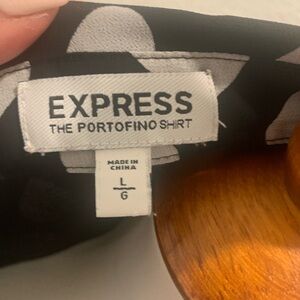 EXPRESS
THE PORTOFINO SHIRT
MADE IN
CHINA
L
G